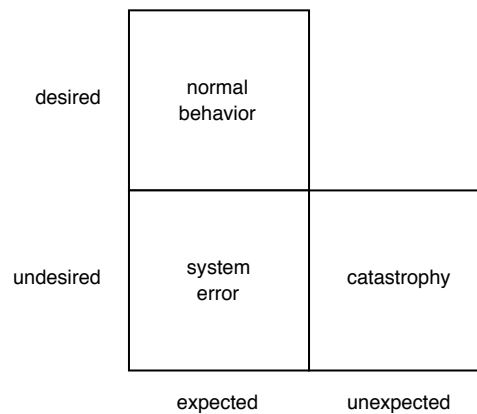 desired
normal
behavior
undesired
system
error
catastrophy
expected
unexpected